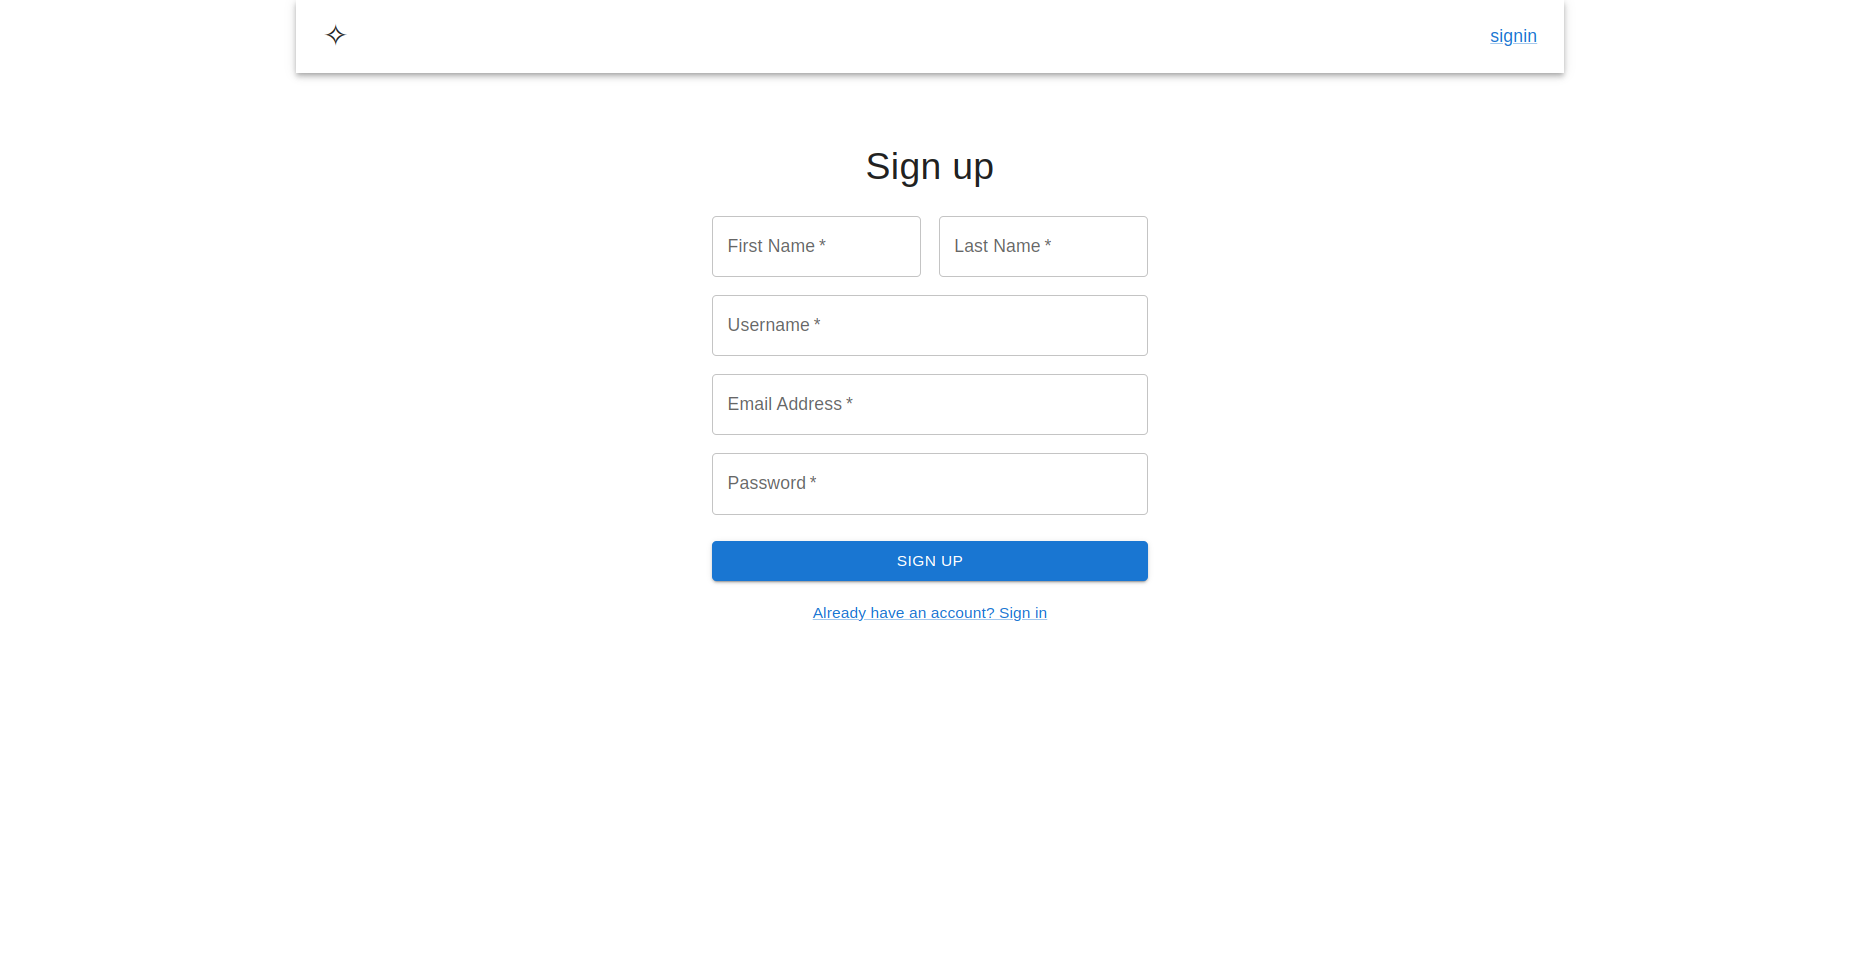 ✧
signin
Sign up
First Name *
Last Name *
Username *
Email Address *
Password *
SIGN UP
Already have an account? Sign in